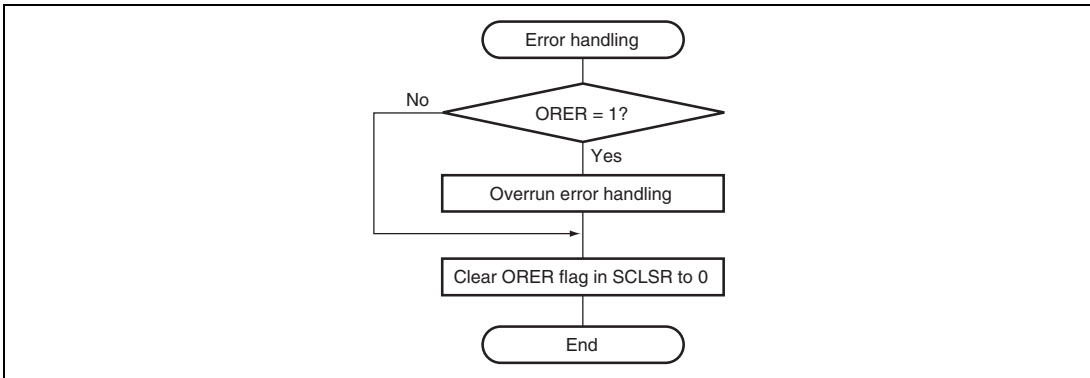 Error handling
No
ORER = 1?
Yes
Overrun error handling
Clear ORER flag in SCLSR to 0
End